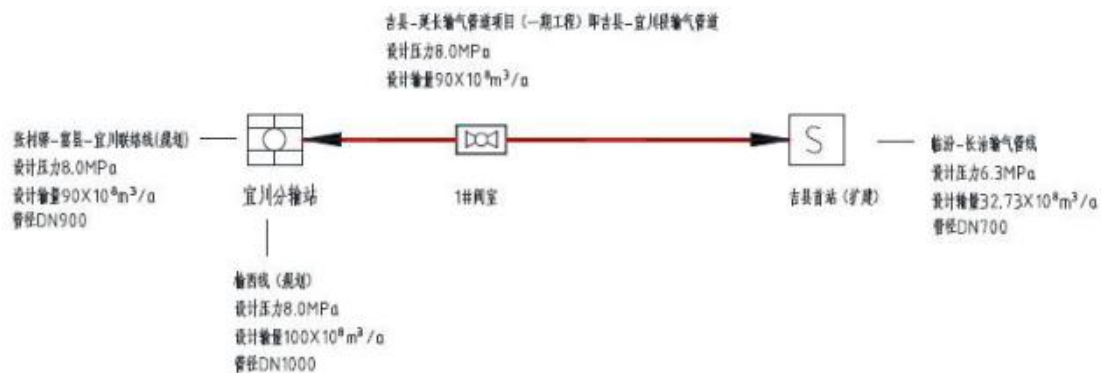 吉县-延长输气管道项目(一期工程)即吉县-宜川段输气管道
设计压力8.0MPa
设计输量90X10⁸m³/a
张村驿-富县-宜川联络线(规划)
设计压力8.0MPa
设计输量90X10⁸m³/a
管径DN900
宜川分输站
1#阀室
S
吉县首站(扩建)
临汾-长治输气管线
设计压力6.3MPa
设计输量32.73X10⁸m³/a
管径DN700
榆西线(规划)
设计压力8.0MPa
设计输量100X10⁸m³/a
管径DN1000